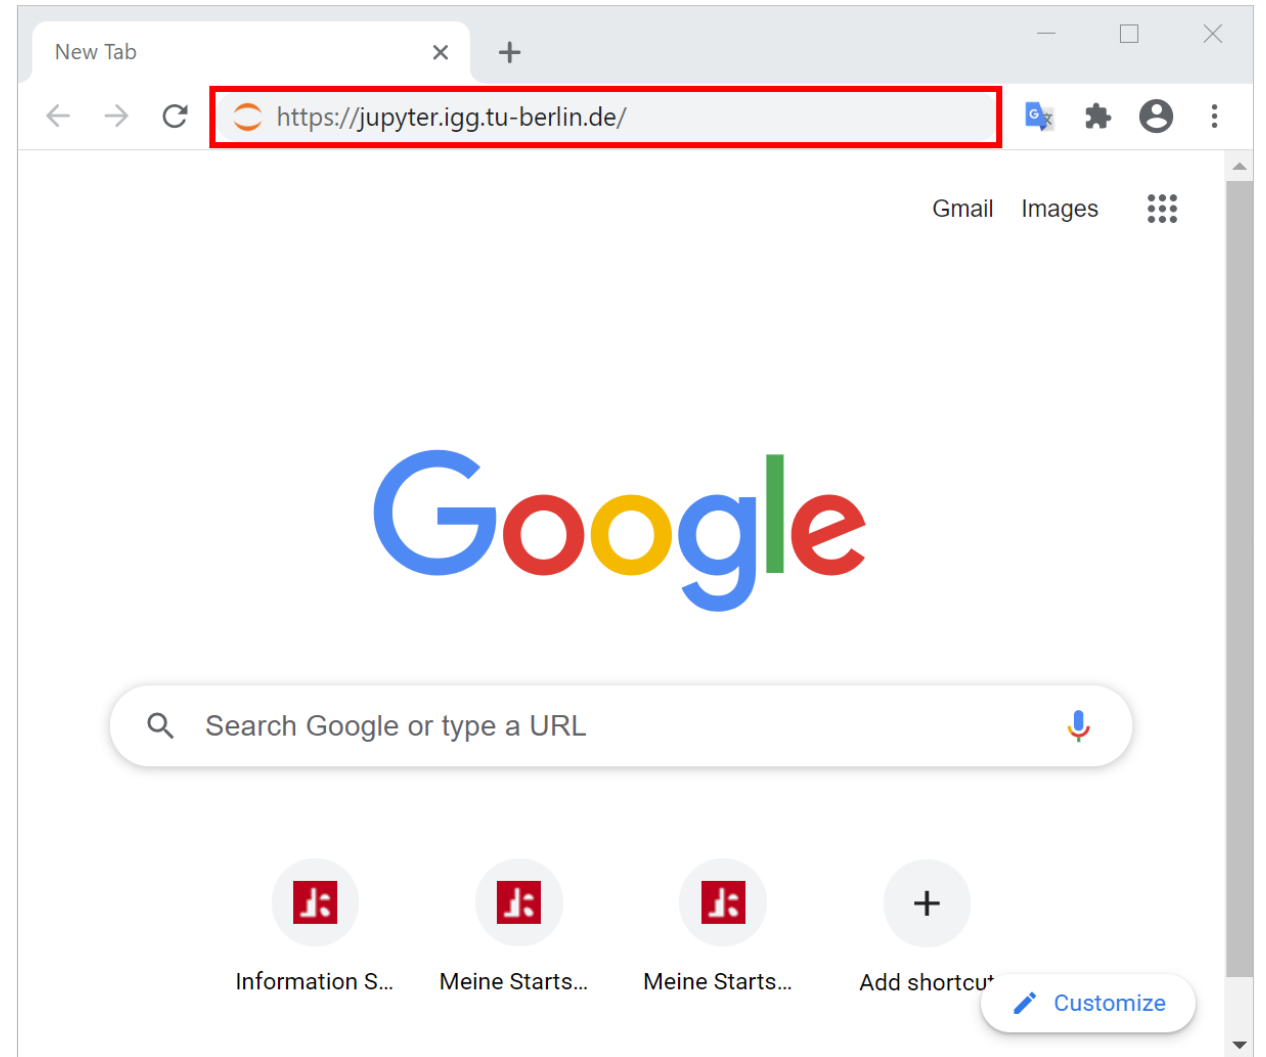 New Tab
https://jupyter.igg.tu-berlin.de/
Gmail Images
Google
Search Google or type a URL
Information S... Meine Starts... Meine Starts... Add shortcut
Customize